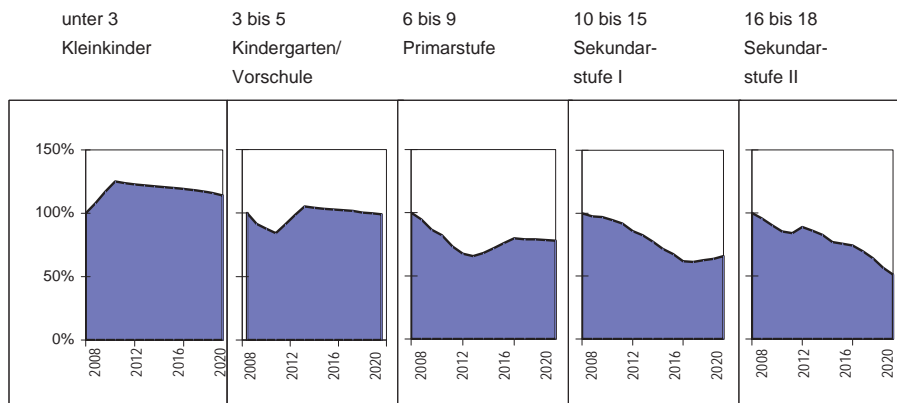 unter 3
Kleinkinder
3 bis 5
Kindergarten/
Vorschule
6 bis 9
Primarstufe
10 bis 15
Sekundar-
stufe I
16 bis 18
Sekundar-
stufe II
150%
100%
50%
0%
2008
2012
2016
2020
2008
2012
2016
2020
2008
2012
2016
2020
2008
2012
2016
2020
2008
2012
2016
2020